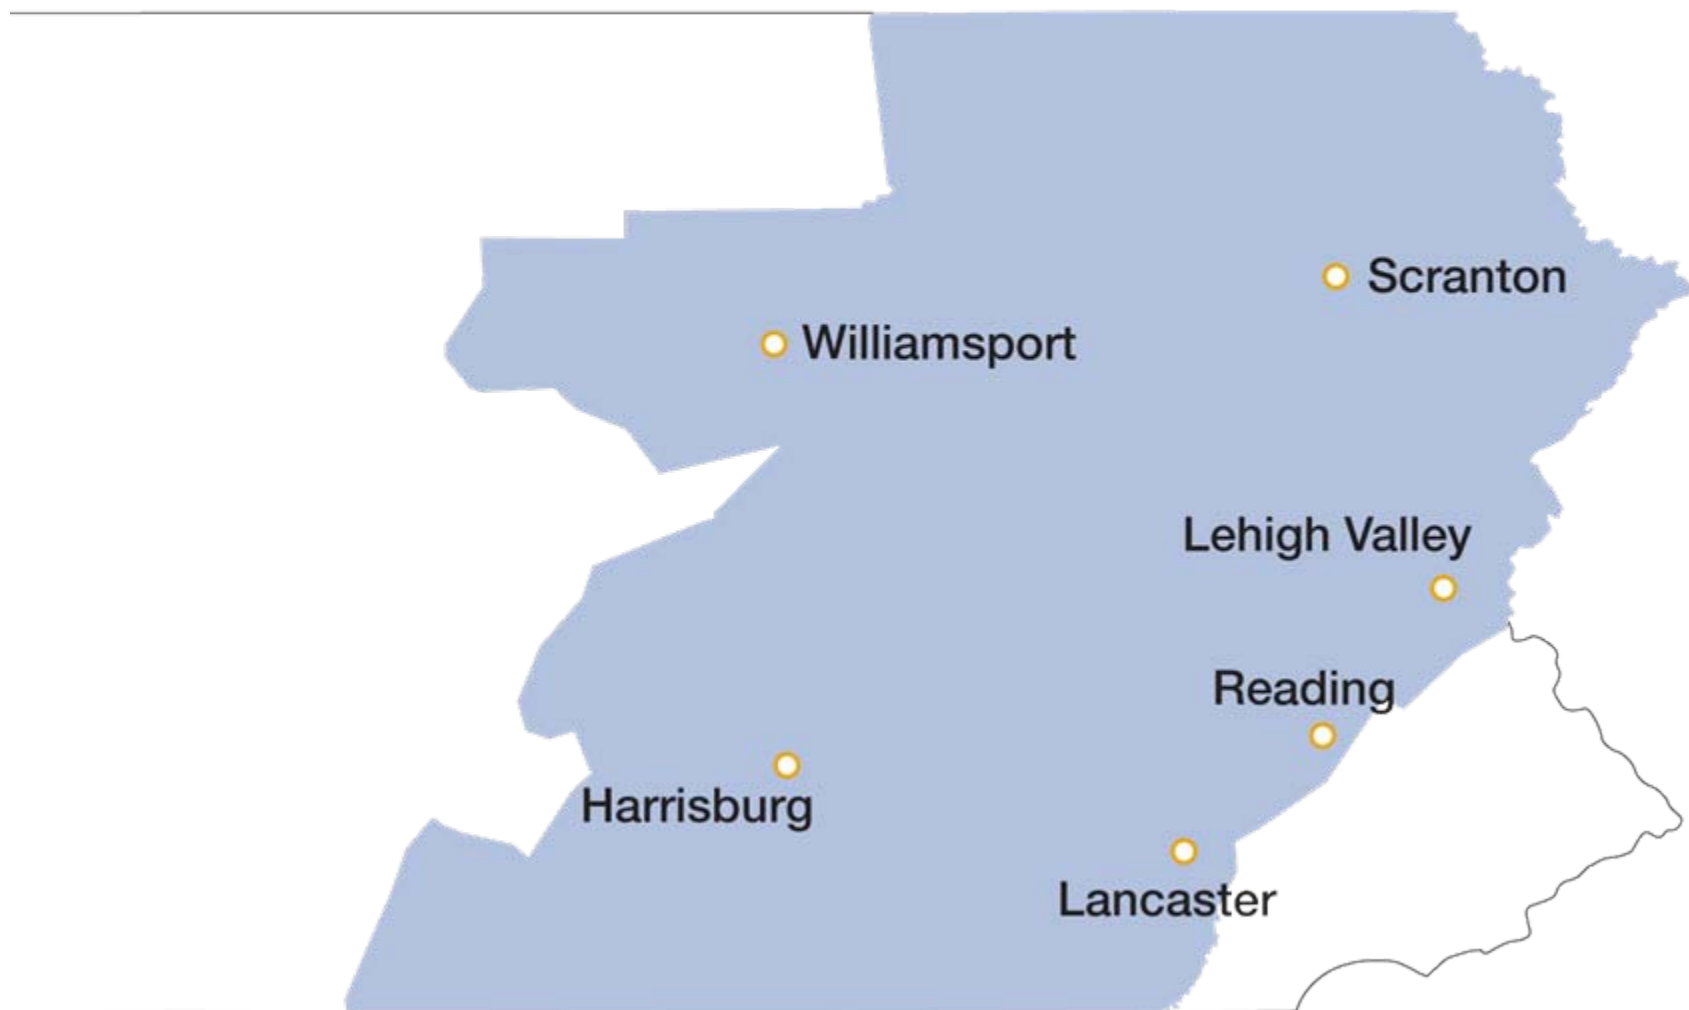 Scranton
Williamsport
Lehigh Valley
Reading
Harrisburg
Lancaster